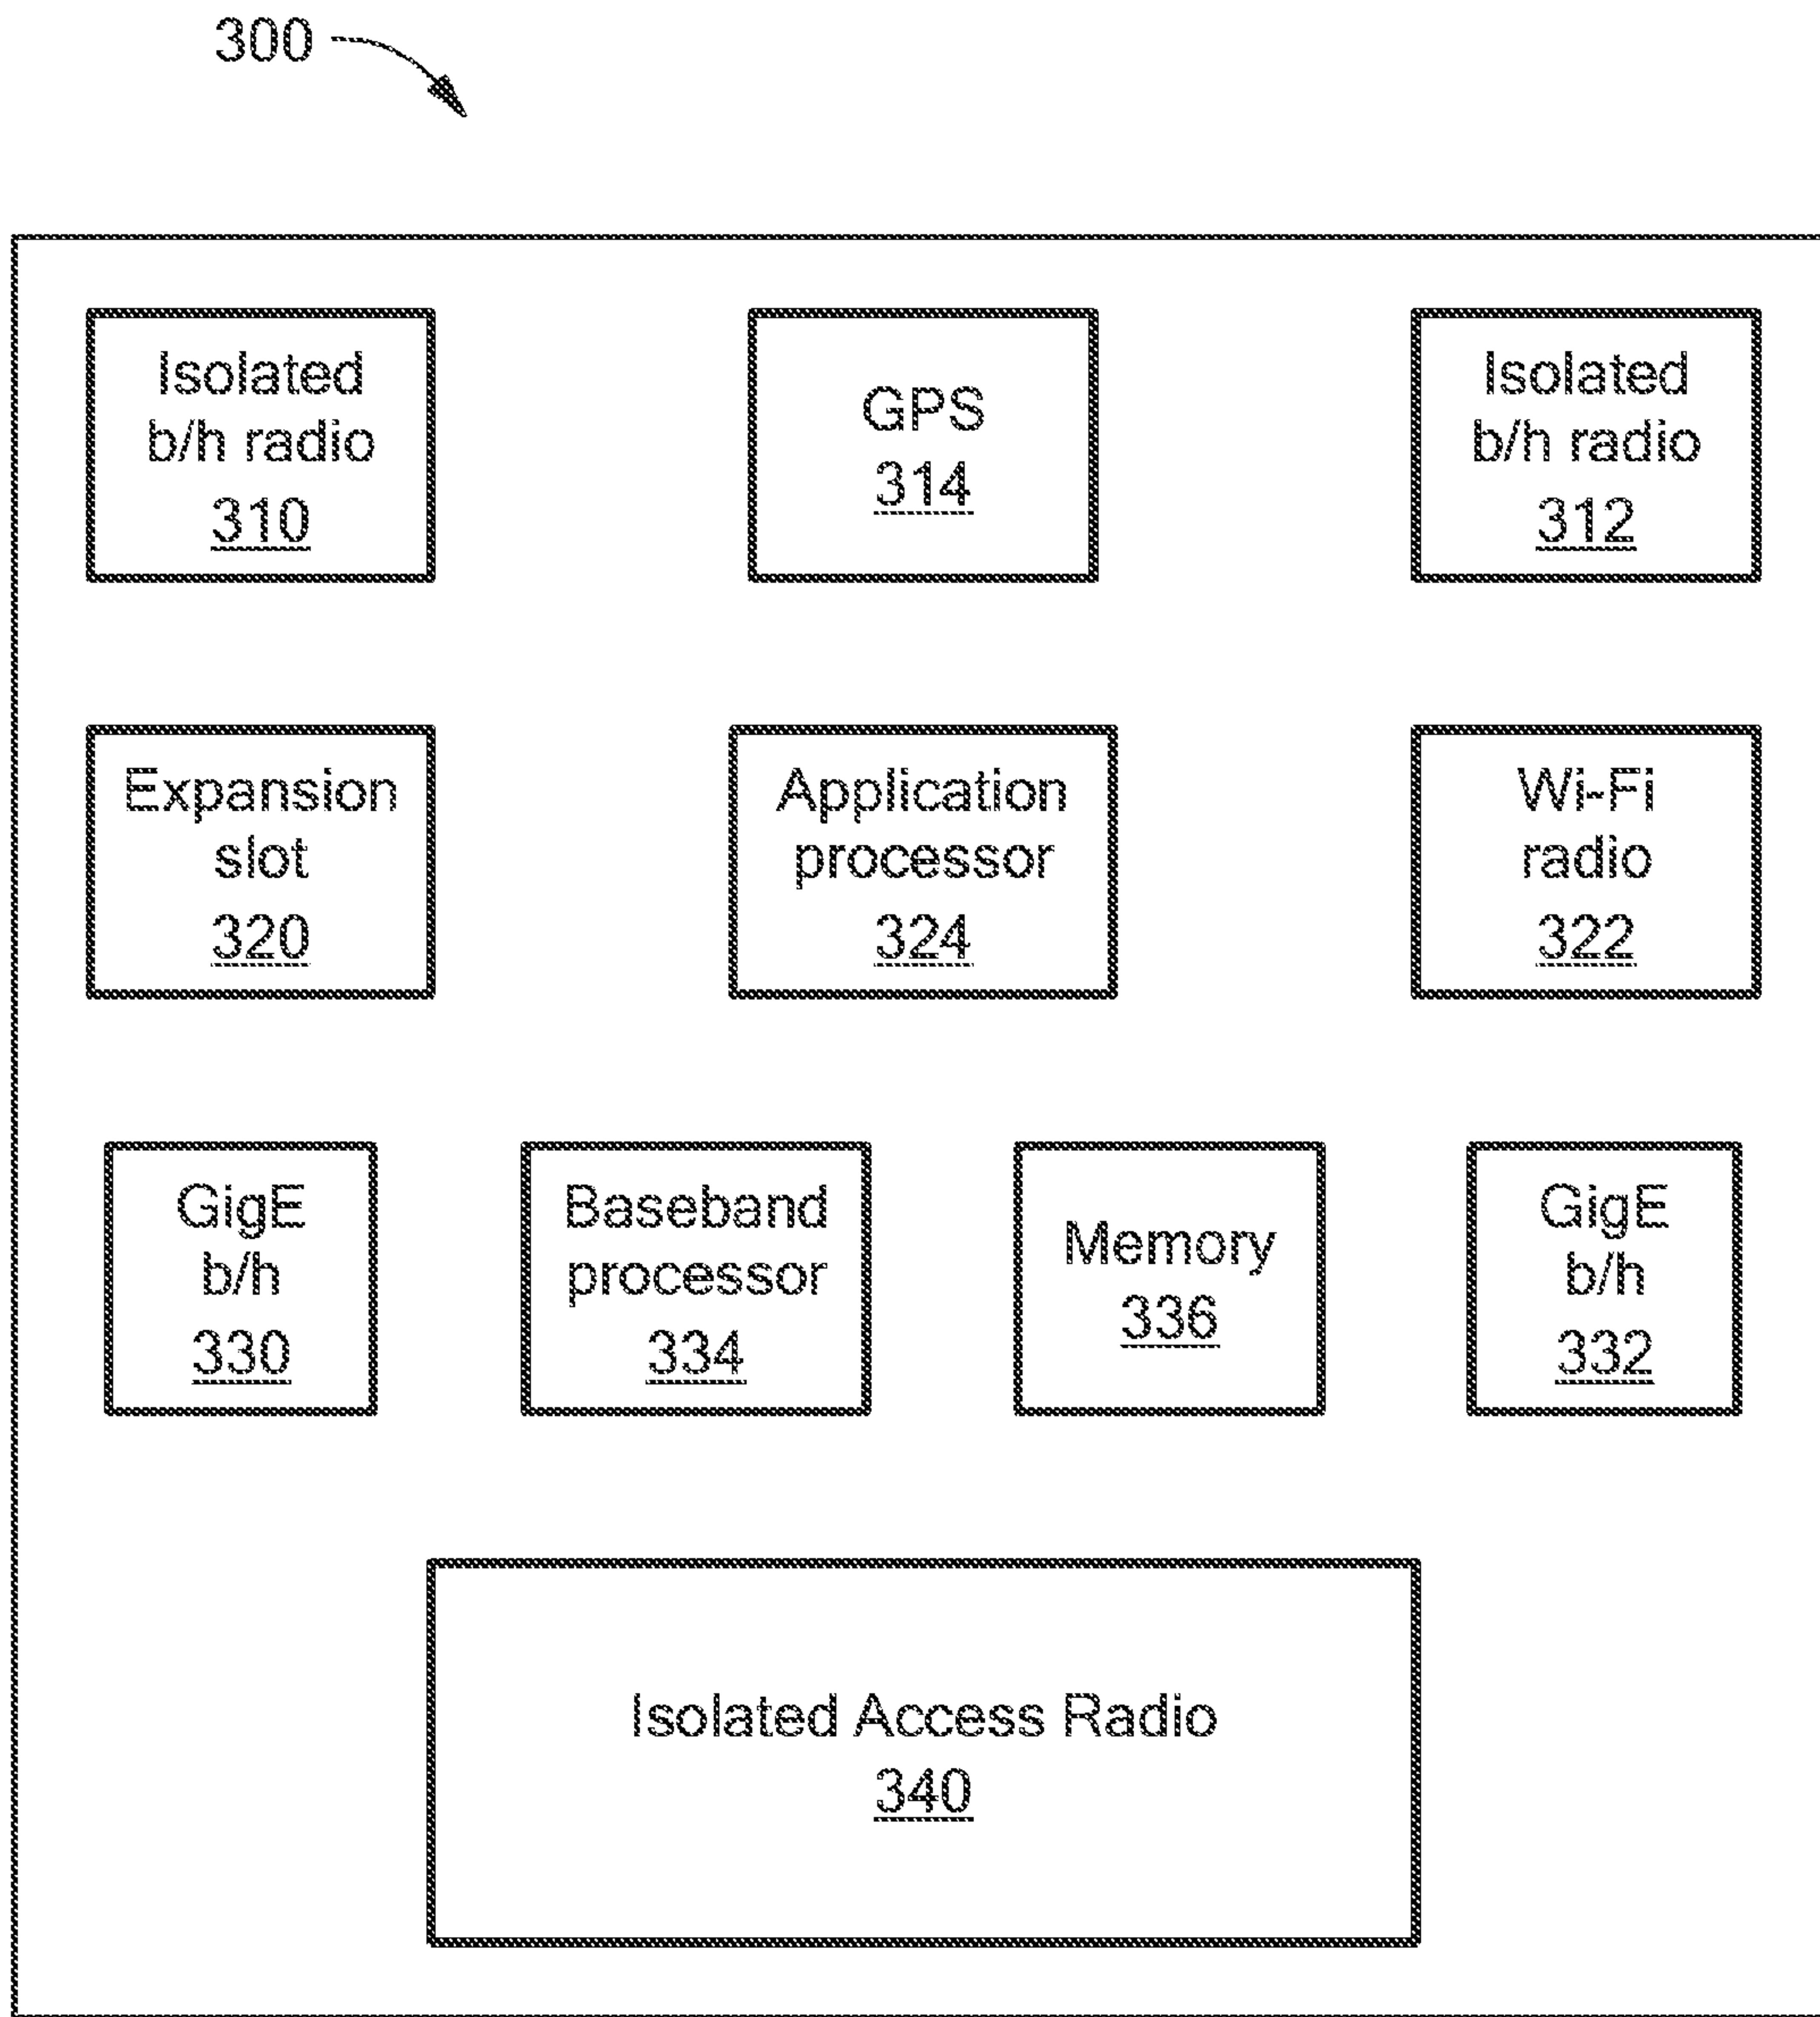 300
Isolated
b/h radio
310
GPS
314
Isolated
b/h radio
312
Expansion
slot
320
Application
processor
324
Wi-Fi
radio
322
GigE
b/h
330
Baseband
processor
334
Memory
336
GigE
b/h
332
Isolated Access Radio
340